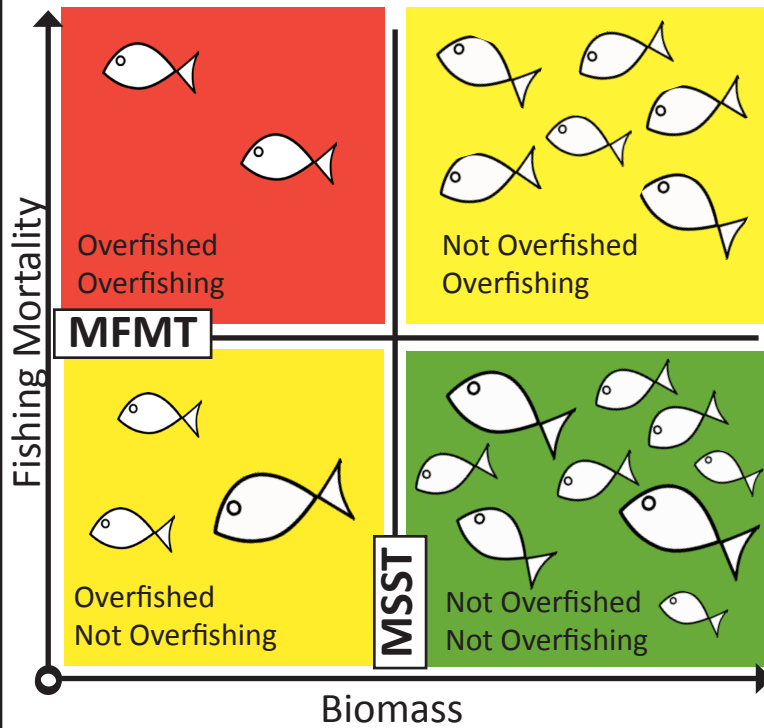 Overfished
Overfishing
Not Overfished
Overfishing
MFMT
Fishing Mortality
Overfished
Not Overfishing
MSST
Not Overfished
Not Overfishing
Biomass